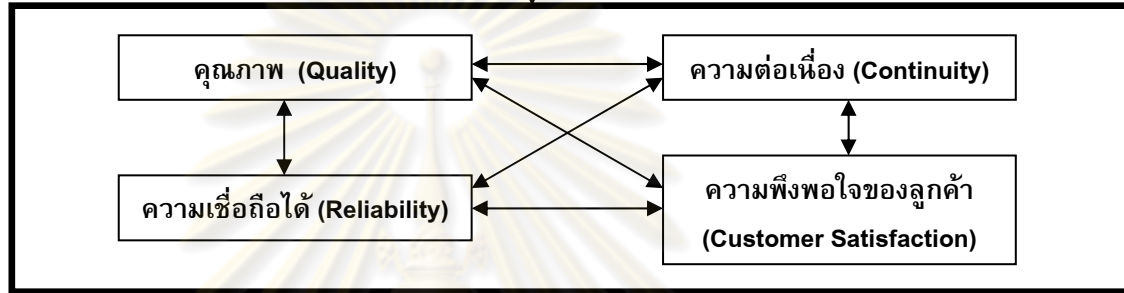 คุณภาพ (Quality)
ความต่อเนื่อง (Continuity)
ความเชื่อถือได้ (Reliability)
ความพึงพอใจของลูกค้า
(Customer Satisfaction)